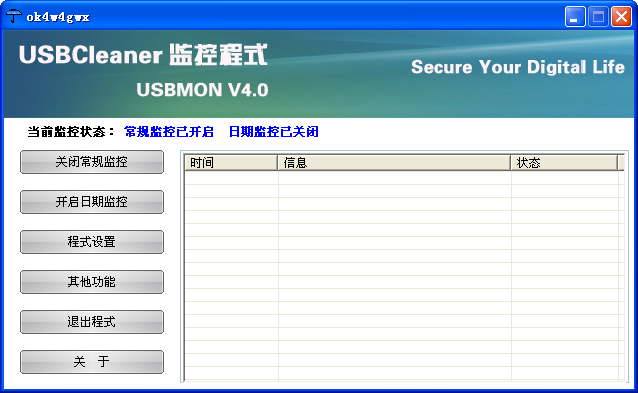 ok4w4gwx
USBCleaner 监控程式
USBMON V4.0
Secure Your Digital Life
当前监控状态： 常规监控已开启 日期监控已关闭
关闭常规监控
开启日期监控
程式设置
其他功能
退出程式
关 于
时间 信息 状态